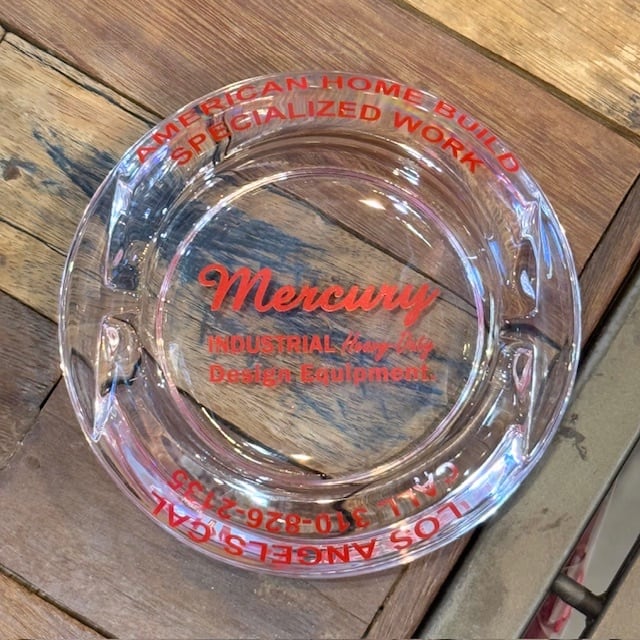 AMERICAN HOME BUILD
SPECIALIZED WORK
Mercury
INDUSTRIAL Heavy-Duty
Design Equipment.
CALL 310-826-2135
LOS ANGELS,CAL